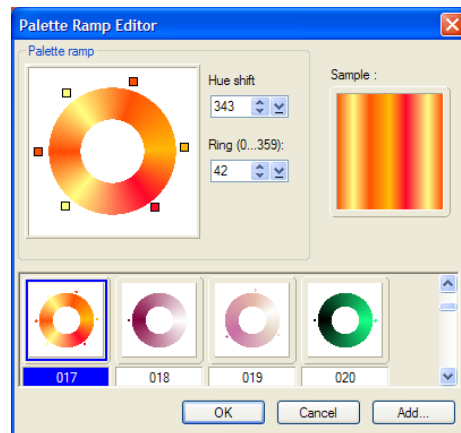 Palette Ramp Editor
Palette ramp
Hue shift
343
Ring (0...359):
42
Sample :
017 018 019 020
OK Cancel Add...